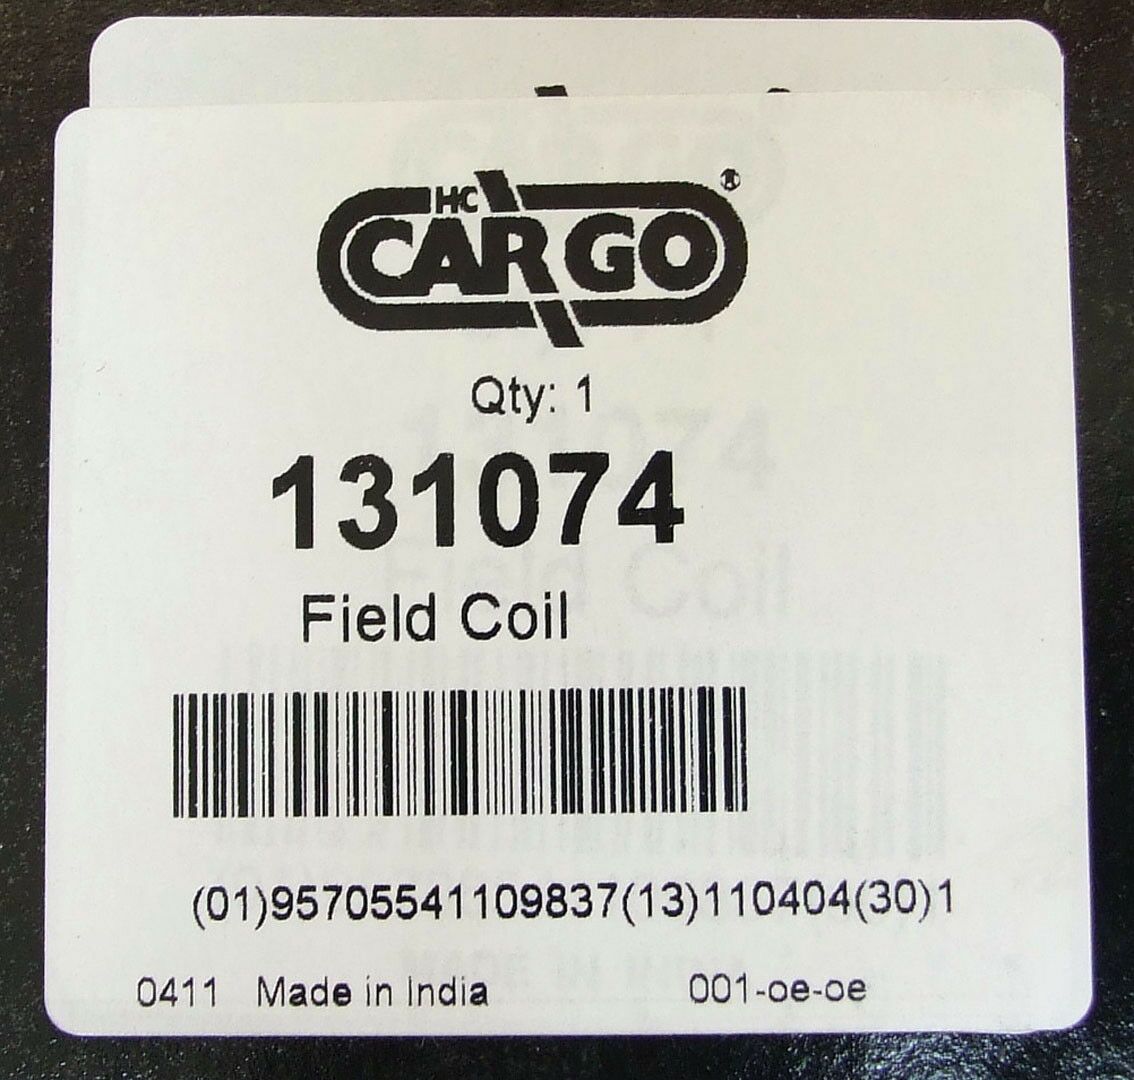 HC
CARGO®
Qty: 1
131074
Field Coil
(01)95705541109837(13)110404(30)1
0411 Made in India 001-oe-oe